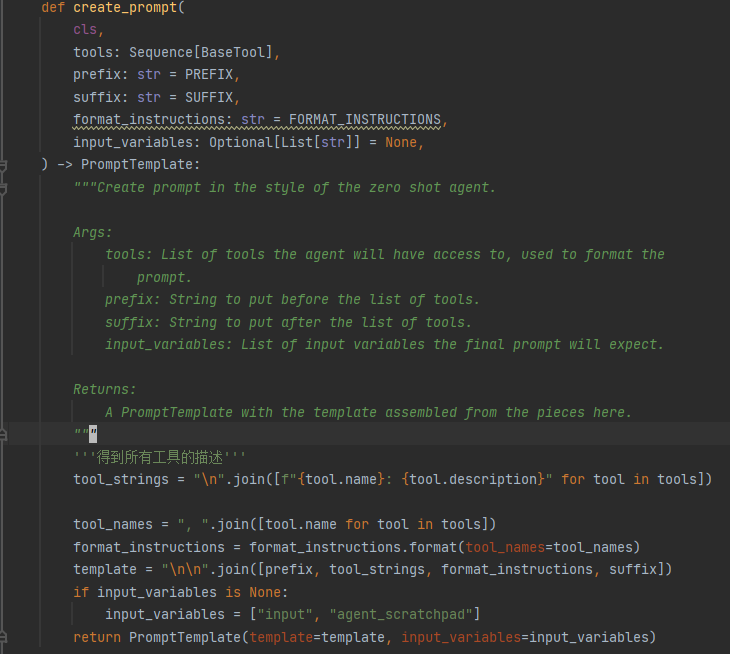 def create_prompt(
    cls,
    tools: Sequence[BaseTool],
    prefix: str = PREFIX,
    suffix: str = SUFFIX,
    format_instructions: str = FORMAT_INSTRUCTIONS,
    input_variables: Optional[List[str]] = None,
) -> PromptTemplate:
    """Create prompt in the style of the zero shot agent.

    Args:
        tools: List of tools the agent will have access to, used to format the
            prompt.
        prefix: String to put before the list of tools.
        suffix: String to put after the list of tools.
        input_variables: List of input variables the final prompt will expect.

    Returns:
        A PromptTemplate with the template assembled from the pieces here.
    """
    '''得到所有工具的描述'''
    tool_strings = "\n".join([f"{tool.name}: {tool.description}" for tool in tools])

    tool_names = ", ".join([tool.name for tool in tools])
    format_instructions = format_instructions.format(tool_names=tool_names)
    template = "\n\n".join([prefix, tool_strings, format_instructions, suffix])
    if input_variables is None:
        input_variables = ["input", "agent_scratchpad"]
    return PromptTemplate(template=template, input_variables=input_variables)